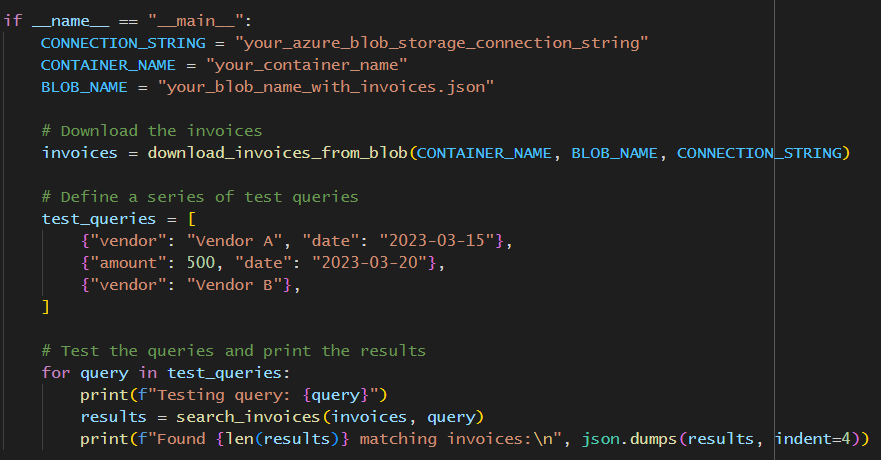 if __name__ == "__main__":
    CONNECTION_STRING = "your_azure_blob_storage_connection_string"
    CONTAINER_NAME = "your_container_name"
    BLOB_NAME = "your_blob_name_with_invoices.json"

    # Download the invoices
    invoices = download_invoices_from_blob(CONTAINER_NAME, BLOB_NAME, CONNECTION_STRING)

    # Define a series of test queries
    test_queries = [
        {"vendor": "Vendor A", "date": "2023-03-15"},
        {"amount": 500, "date": "2023-03-20"},
        {"vendor": "Vendor B"},
    ]

    # Test the queries and print the results
    for query in test_queries:
        print(f"Testing query: {query}")
        results = search_invoices(invoices, query)
        print(f"Found {len(results)} matching invoices:\n", json.dumps(results, indent=4))